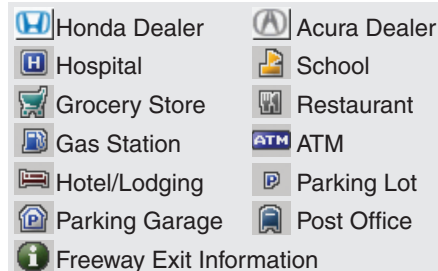 Honda Dealer Acura Dealer
H Hospital School
Grocery Store Restaurant
Gas Station ATM ATM
Hotel/Lodging P Parking Lot
P Parking Garage Post Office
i Freeway Exit Information